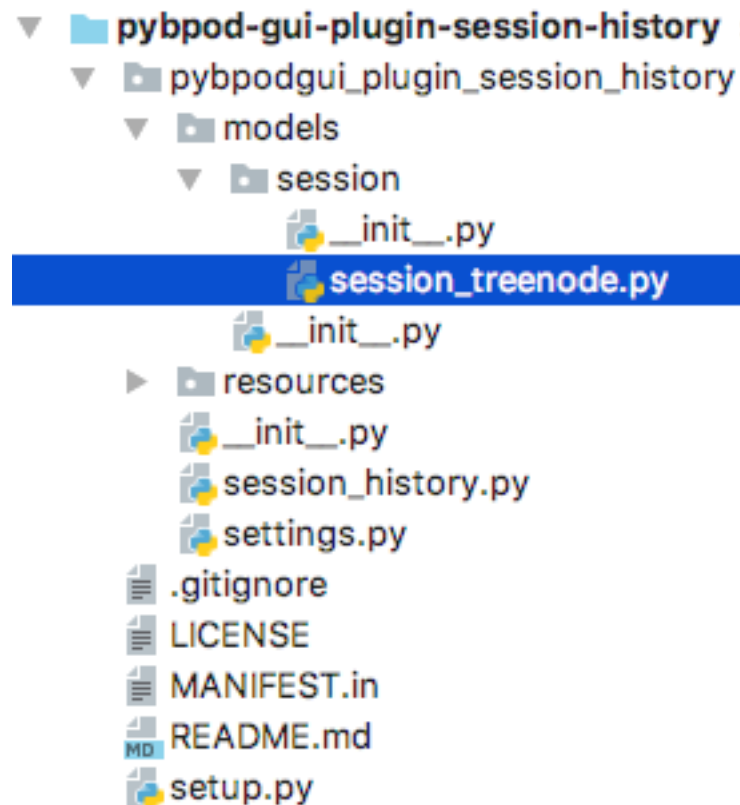 pybpod-gui-plugin-session-history
pybpodgui_plugin_session_history
models
session
__init__.py
session_treenode.py
__init__.py
resources
__init__.py
session_history.py
settings.py
.gitignore
LICENSE
MANIFEST.in
MD README.md
setup.py